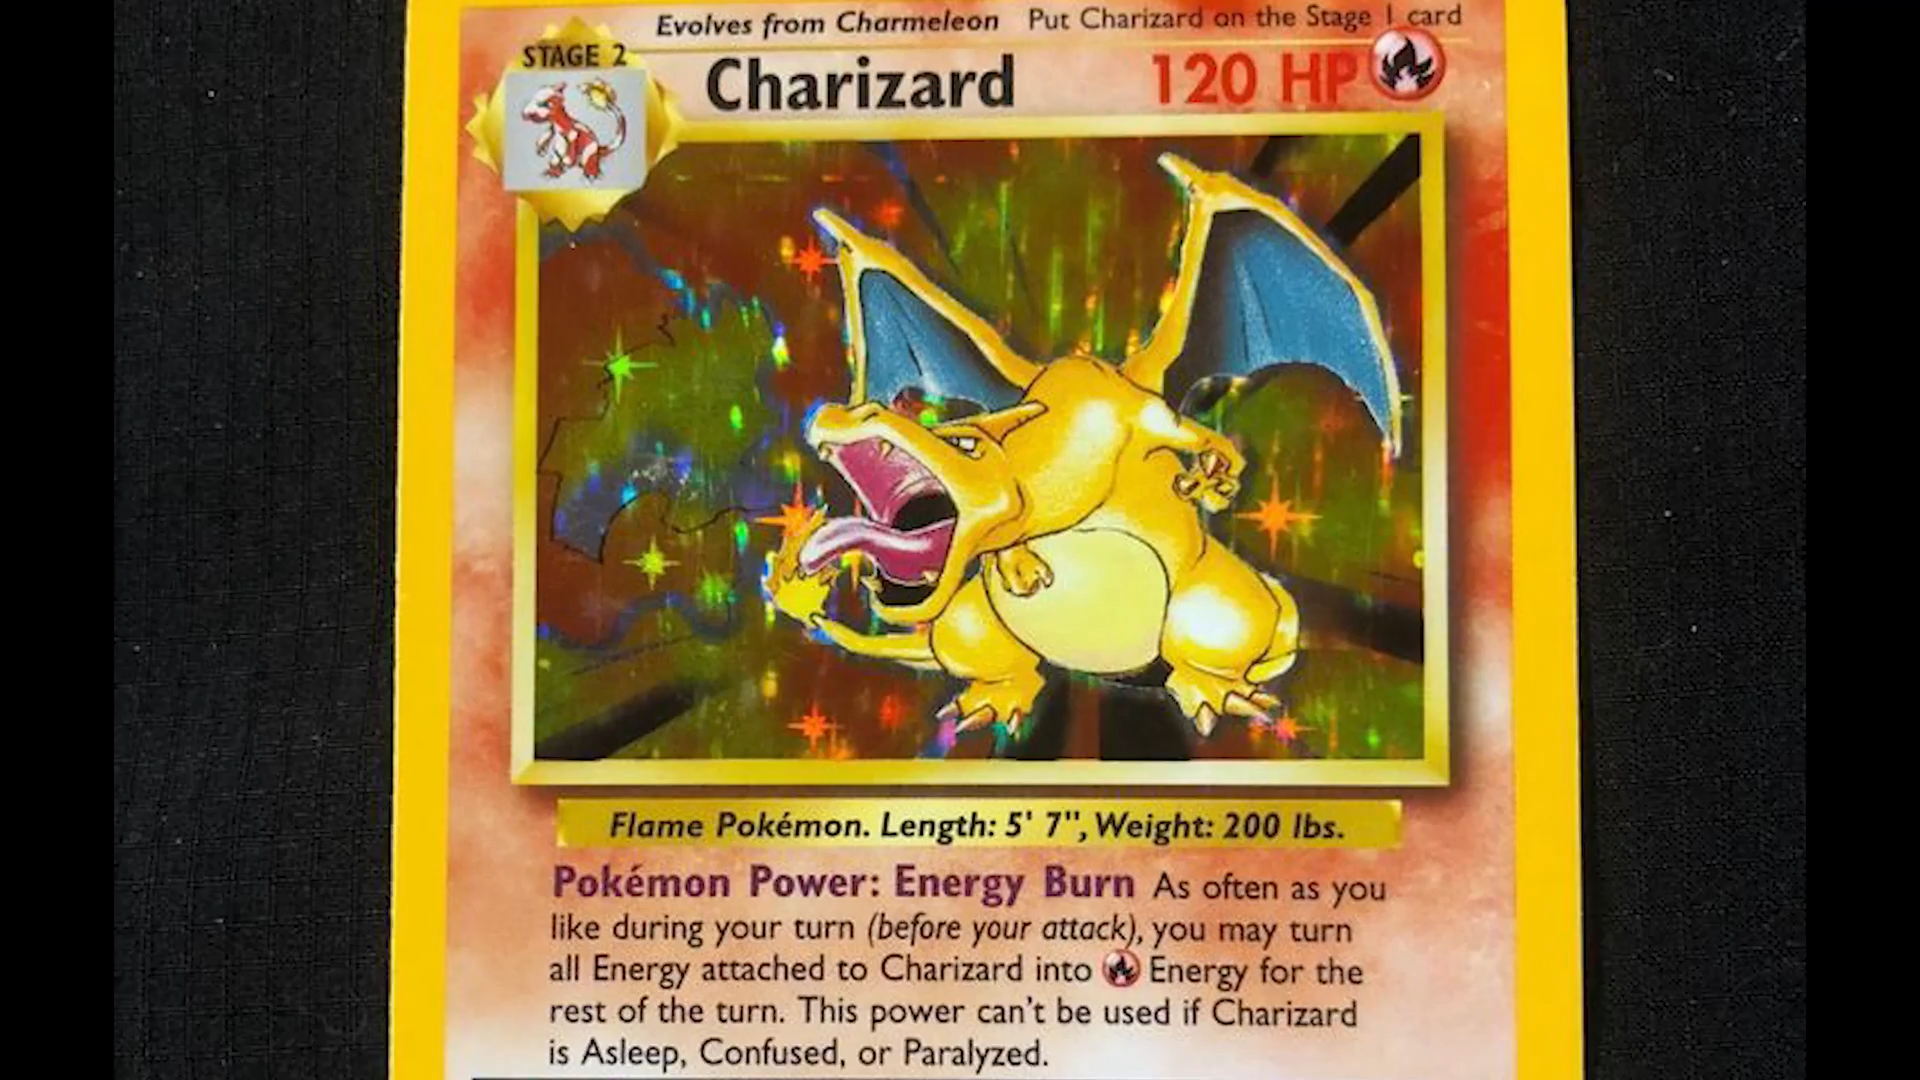 Evolves from Charmeleon Put Charizard on the Stage 1 card
STAGE 2
Charizard 120 HP
Flame Pokémon. Length: 5' 7", Weight: 200 lbs.
Pokémon Power: Energy Burn As often as you
like during your turn (before your attack), you may turn
all Energy attached to Charizard into Energy for the
rest of the turn. This power can't be used if Charizard
is Asleep, Confused, or Paralyzed.